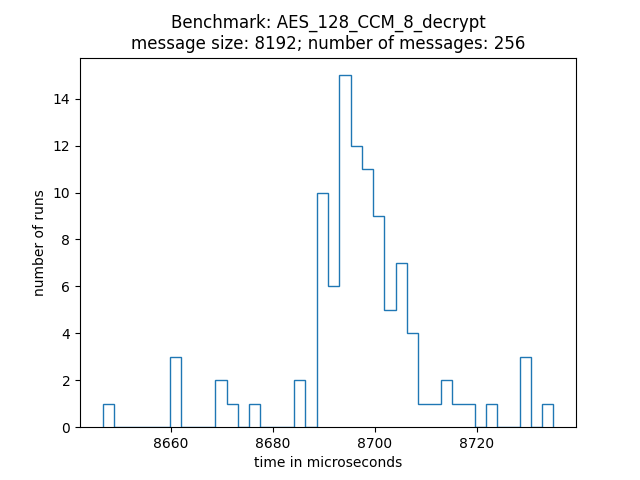 Benchmark: AES_128_CCM_8_decrypt
message size: 8192; number of messages: 256
number of runs
14
12
10
8
6
4
2
0
8660 8680 8700 8720
time in microseconds